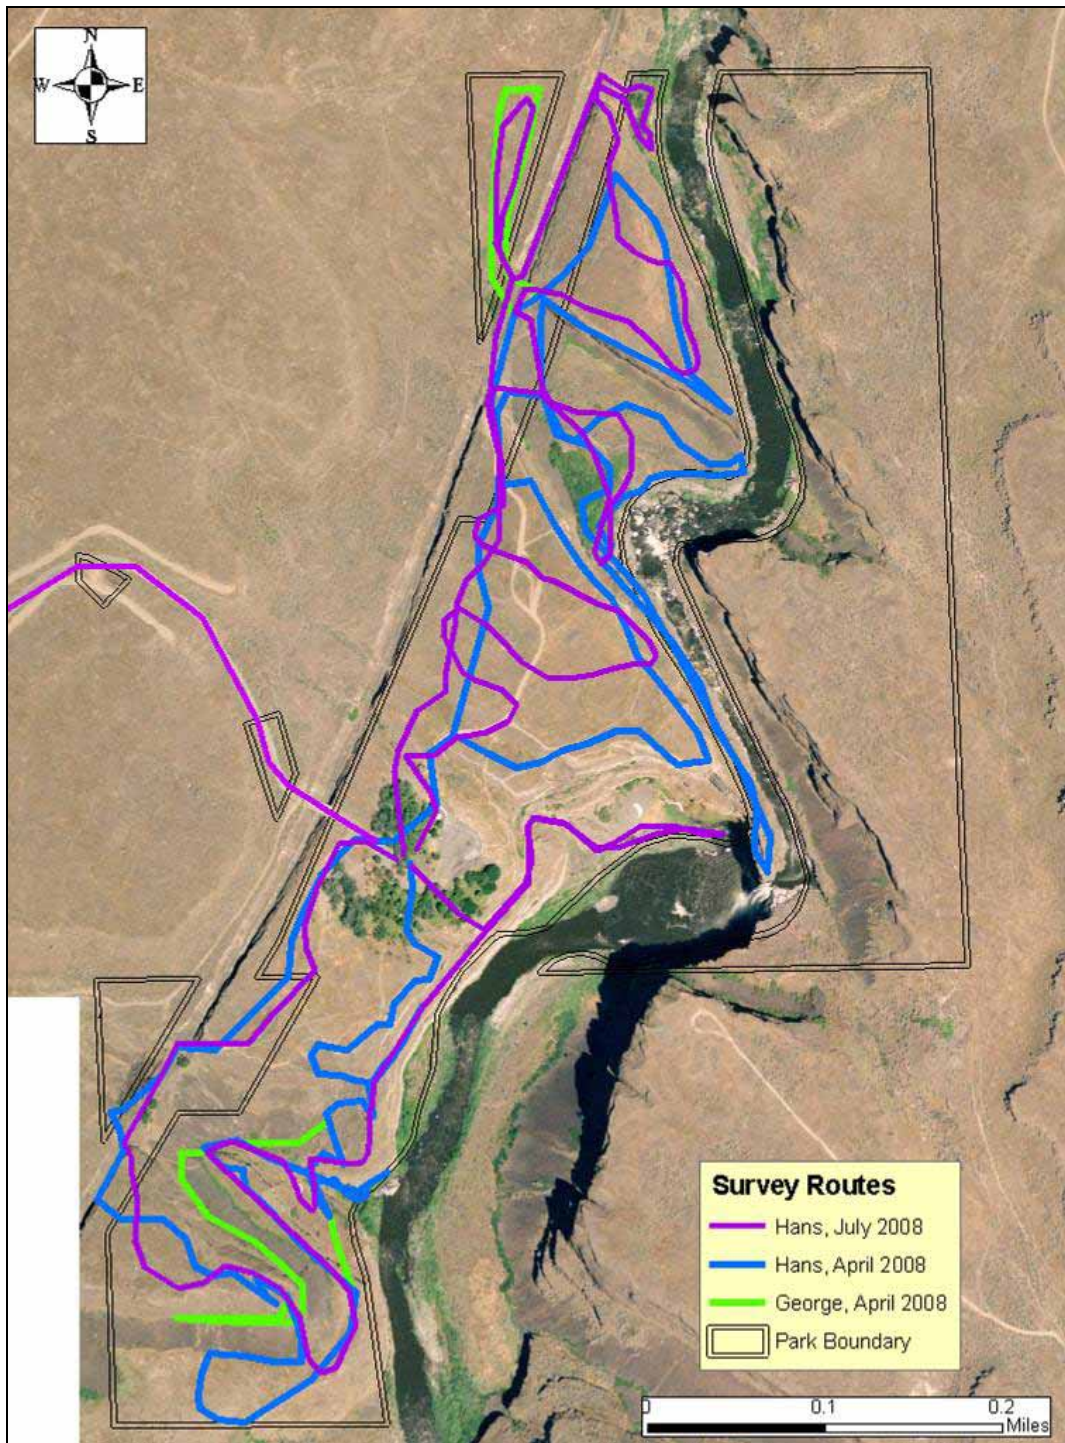 N
W E
S
Survey Routes
Hans, July 2008
Hans, April 2008
George, April 2008
Park Boundary
0 0.1 0.2
Miles